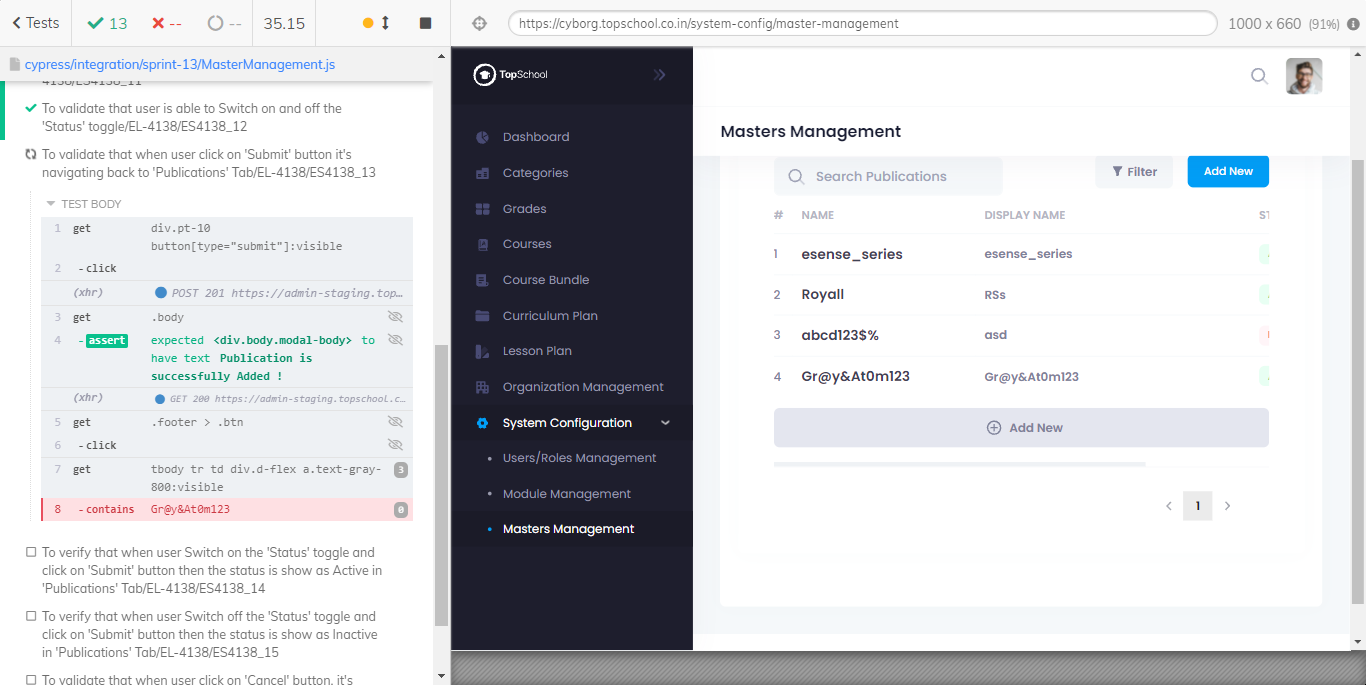 Tests
13
--
--
35.15
https://cyborg.topschool.co.in/system-config/master-management
1000 x 660 (91%)
cypress/integration/sprint-13/MasterManagement.js
4138/ES4138_11
To validate that user is able to Switch on and off the
'Status' toggle/EL-4138/ES4138_12
To validate that when user click on 'Submit' button it's
navigating back to 'Publications' Tab/EL-4138/ES4138_13
TEST BODY
1 get div.pt-10
button[type="submit"]:visible
2 -click
(xhr) POST 201 https://admin-staging.top...
3 get .body
4 -assert expected <div.body.modal-body> to
have text Publication is
successfully Added !
(xhr) GET 200 https://admin-staging.topschool.c...
5 get .footer > .btn
6 -click
7 get tbody tr td div.d-flex a.text-gray-
800:visible 3
8 -contains Gr@y&At0m123 0
To verify that when user Switch on the 'Status' toggle and
click on 'Submit' button then the status is show as Active in
'Publications' Tab/EL-4138/ES4138_14
To verify that when user Switch off the 'Status' toggle and
click on 'Submit' button then the status is show as Inactive
in 'Publications' Tab/EL-4138/ES4138_15
To validate that when user click on 'Cancel' button, it's
TopSchool
Dashboard
Categories
Grades
Courses
Course Bundle
Curriculum Plan
Lesson Plan
Organization Management
System Configuration
Users/Roles Management
Module Management
Masters Management
Masters Management
Search Publications
Filter
Add New
# NAME DISPLAY NAME ST
1 esense_series esense_series
2 Royall RSs
3 abcd123$% asd
4 Gr@y&At0m123 Gr@y&At0m123
Add New
1